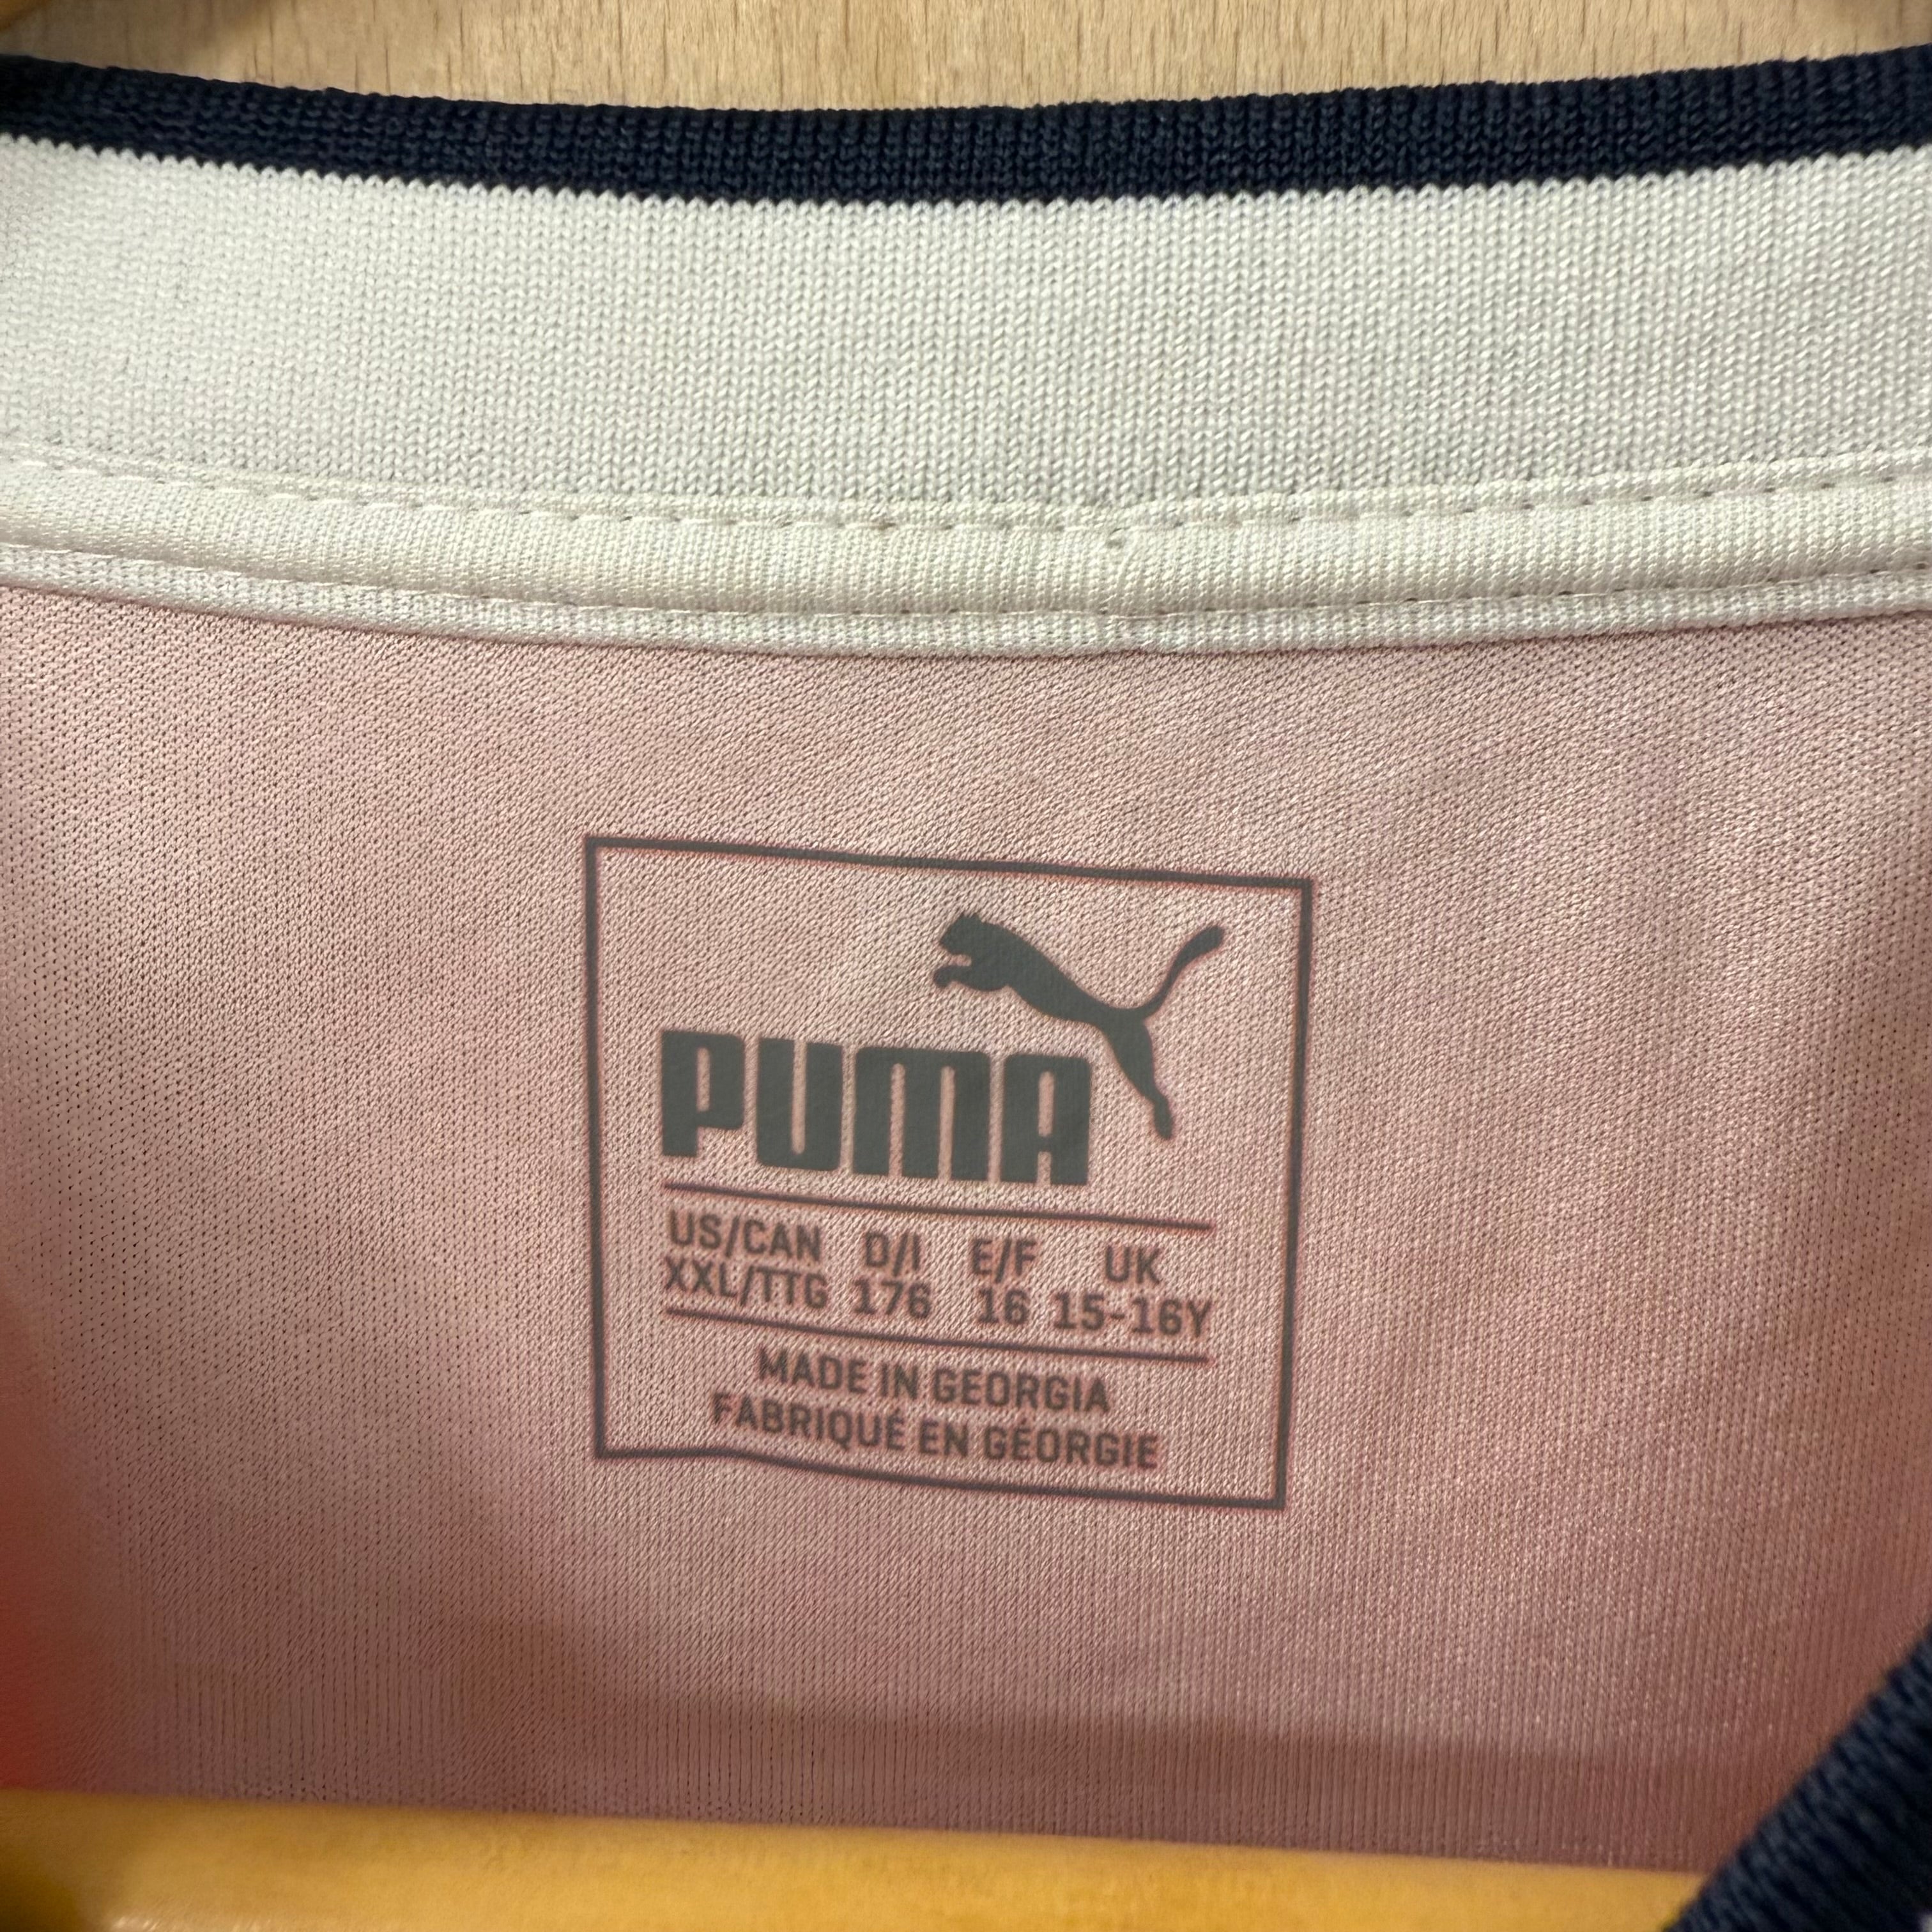 PUMA
US/CAN D/I E/F UK
XXL/TTG 176 16 15-16Y
MADE IN GEORGIA
FABRIQUÉ EN GÉORGIE